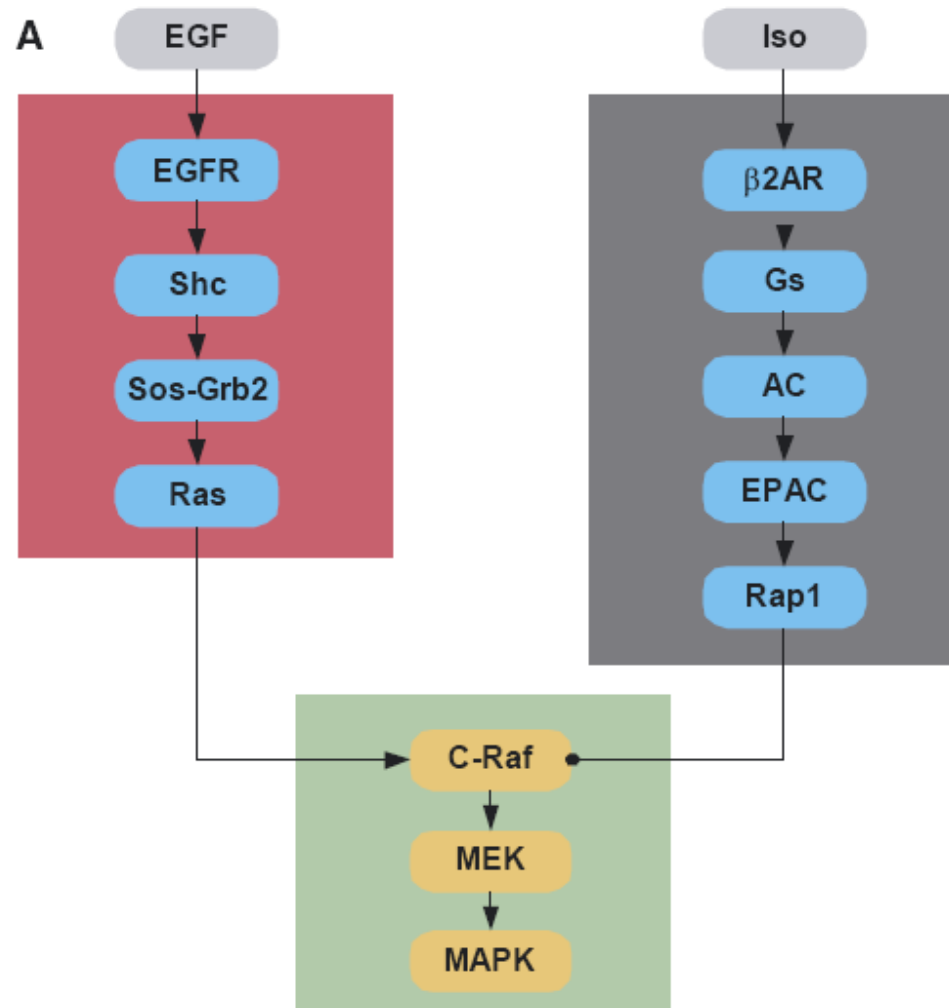 A
EGF
Iso
EGFR
β2AR
Shc
Gs
Sos-Grb2
AC
Ras
EPAC
Rap1
C-Raf
MEK
MAPK